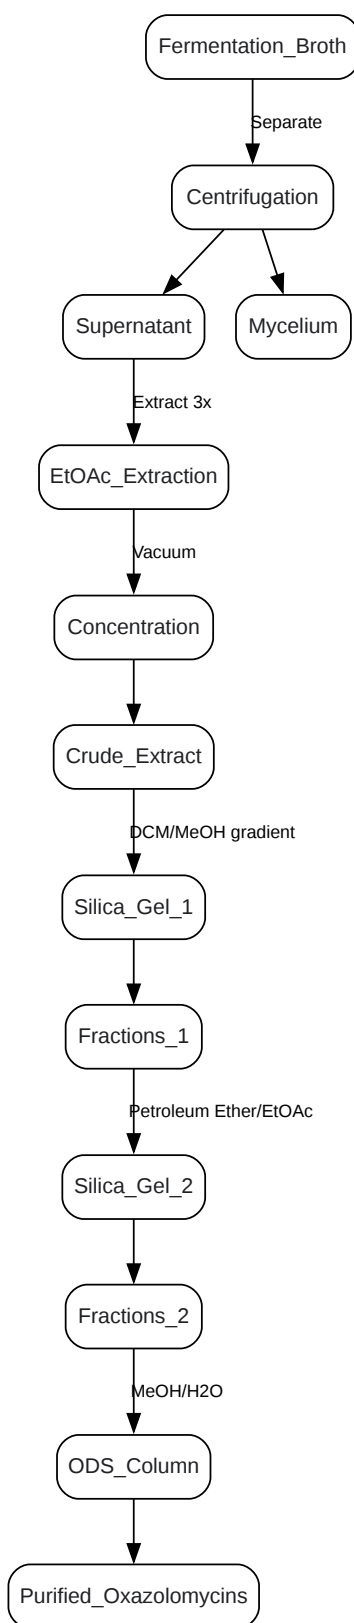 Fermentation_Broth
Separate
Centrifugation
Supernatant
Mycelium
Extract 3x
EtOAc_Extraction
Vacuum
Concentration
Crude_Extract
DCM/MeOH gradient
Silica_Gel_1
Fractions_1
Petroleum Ether/EtOAc
Silica_Gel_2
Fractions_2
MeOH/H2O
ODS_Column
Purified_Oxazolomycins